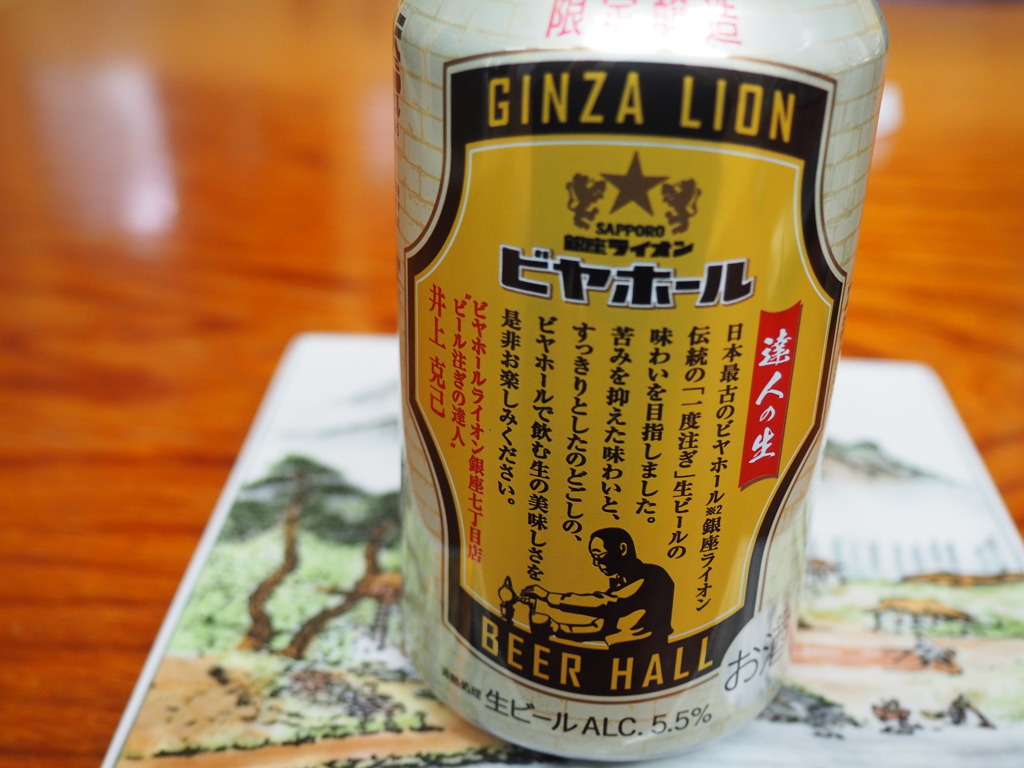 限定醸造
GINZA LION
SAPPORO
銀座ライオン
ビヤホール
達人の生
日本最古のビヤホール※2銀座ライオン
伝統の「一度注ぎ」生ビールの
味わいを目指しました。
苦みを抑えた味わいと、
すっきりとしたのどごしの、
ビヤホールで飲む生の美味しさを
是非お楽しみください。
ビヤホールライオン銀座七丁目店
"ビール注ぎの達人"
井上 克己
BEER HALL
お酒
生ビール ALC. 5.5%